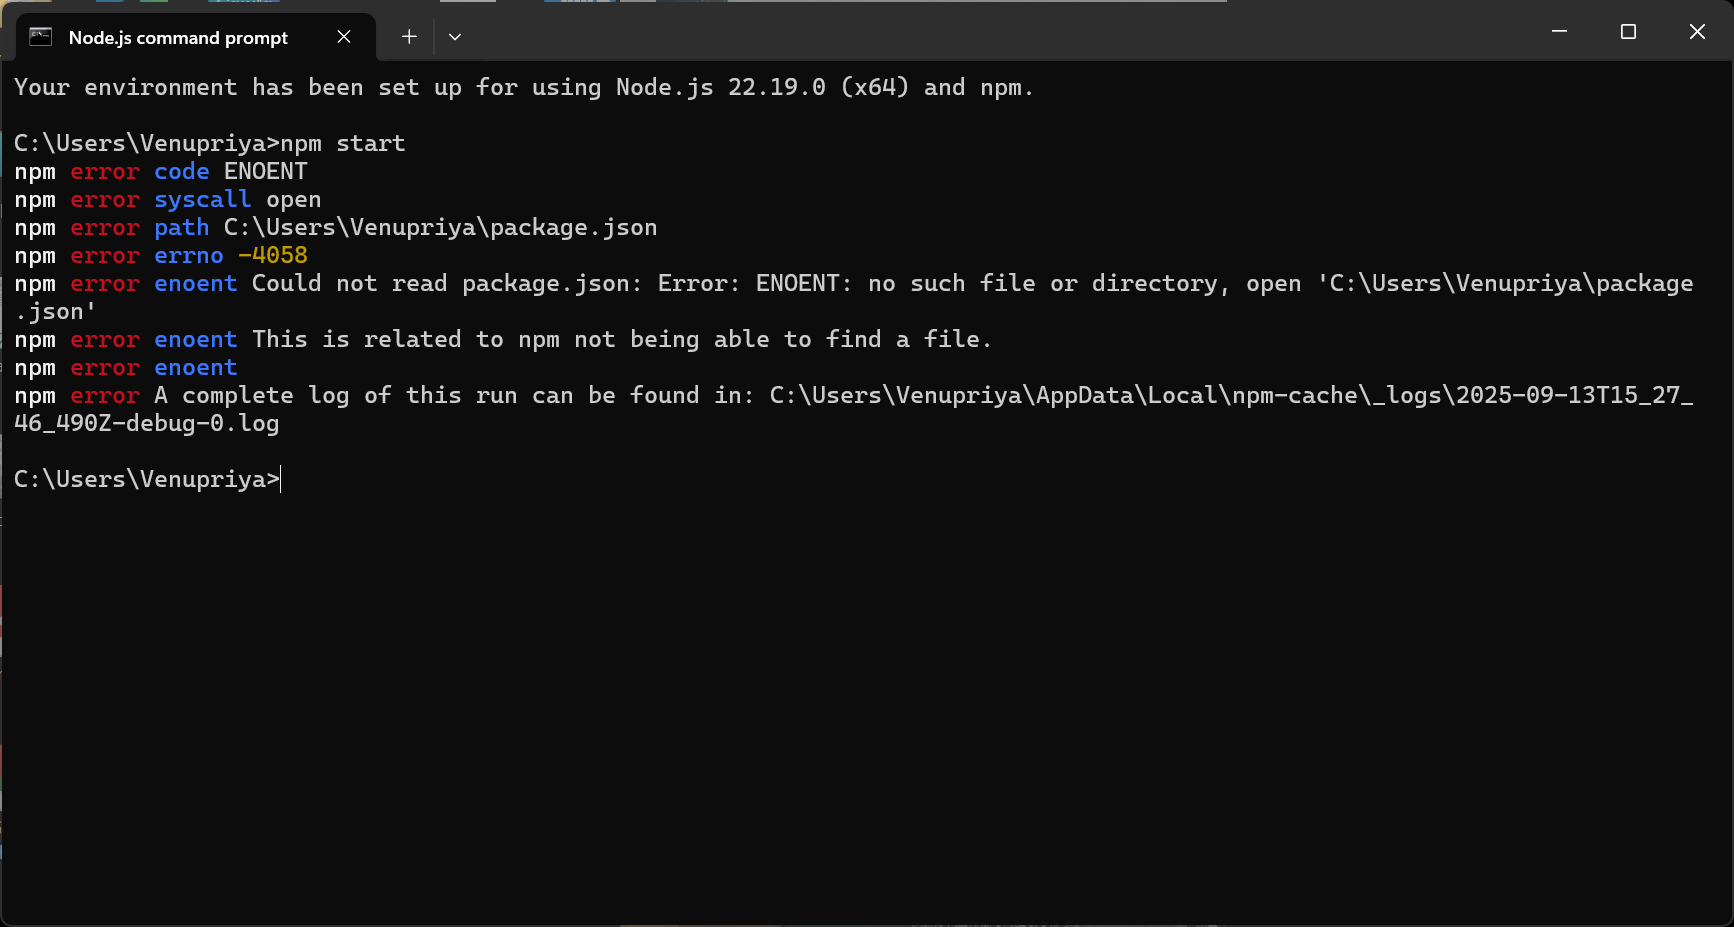 Node.js command prompt
Your environment has been set up for using Node.js 22.19.0 (x64) and npm.
C:\Users\Venupriya>npm start
npm error code ENOENT
npm error syscall open
npm error path C:\Users\Venupriya\package.json
npm error errno -4058
npm error enoent Could not read package.json: Error: ENOENT: no such file or directory, open 'C:\Users\Venupriya\package
.json'
npm error enoent This is related to npm not being able to find a file.
npm error enoent
npm error A complete log of this run can be found in: C:\Users\Venupriya\AppData\Local\npm-cache\_logs\2025-09-13T15_27_
46_490Z-debug-0.log
C:\Users\Venupriya>